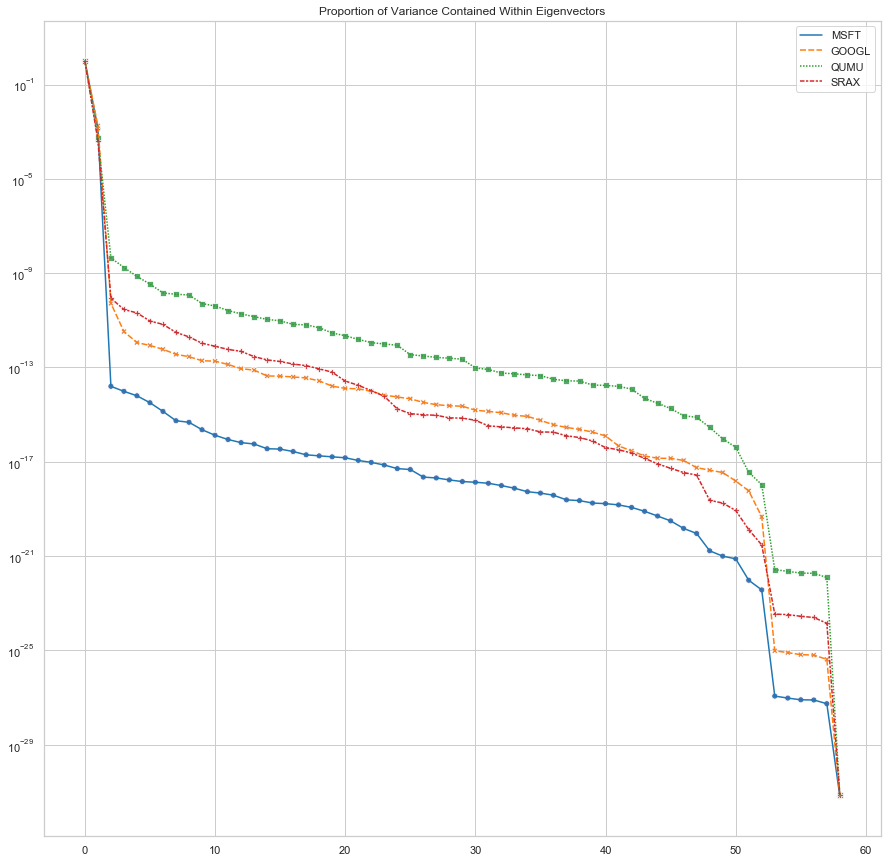 Proportion of Variance Contained Within Eigenvectors
MSFT
GOOGL
QUMU
SRAX
10⁻¹
10⁻⁵
10⁻⁹
10⁻¹³
10⁻¹⁷
10⁻²¹
10⁻²⁵
10⁻²⁹
0 10 20 30 40 50 60